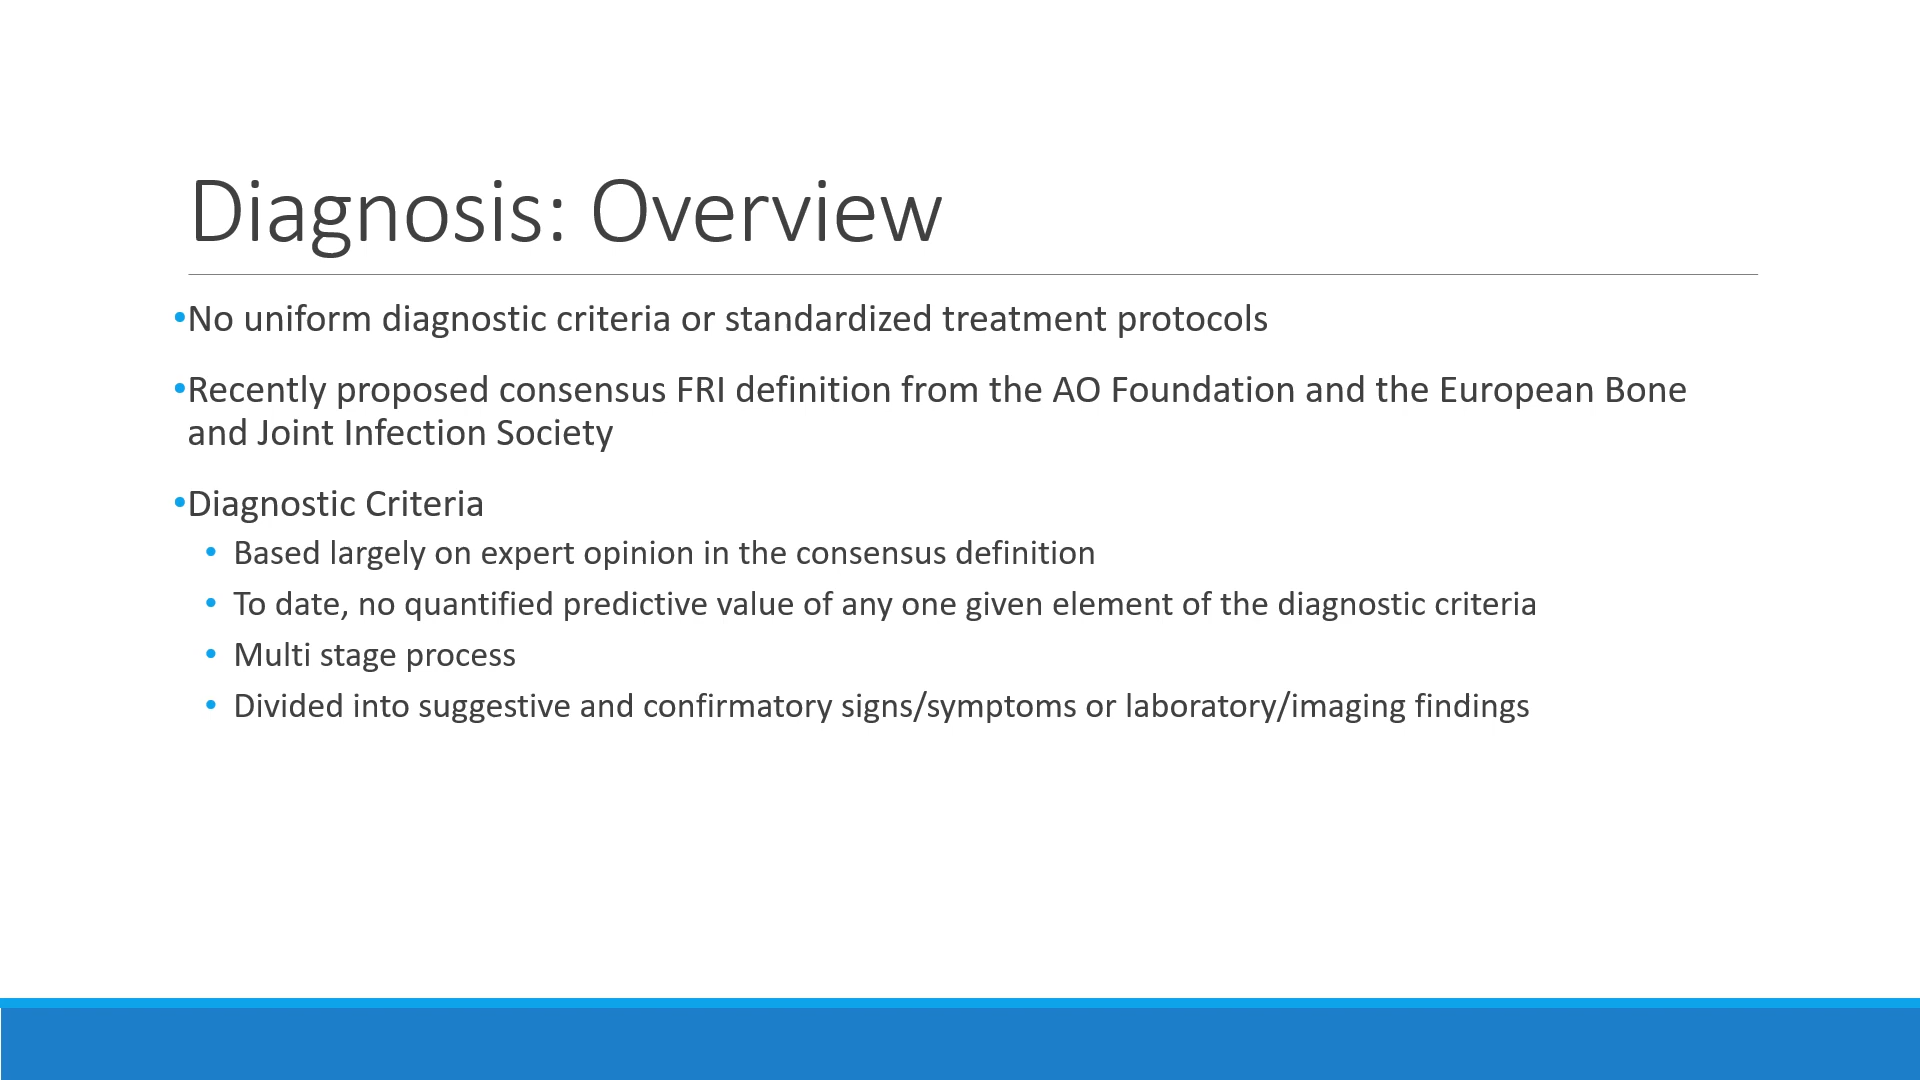 Diagnosis: Overview
•No uniform diagnostic criteria or standardized treatment protocols
•Recently proposed consensus FRI definition from the AO Foundation and the European Bone
and Joint Infection Society
•Diagnostic Criteria
• Based largely on expert opinion in the consensus definition
• To date, no quantified predictive value of any one given element of the diagnostic criteria
• Multi stage process
• Divided into suggestive and confirmatory signs/symptoms or laboratory/imaging findings